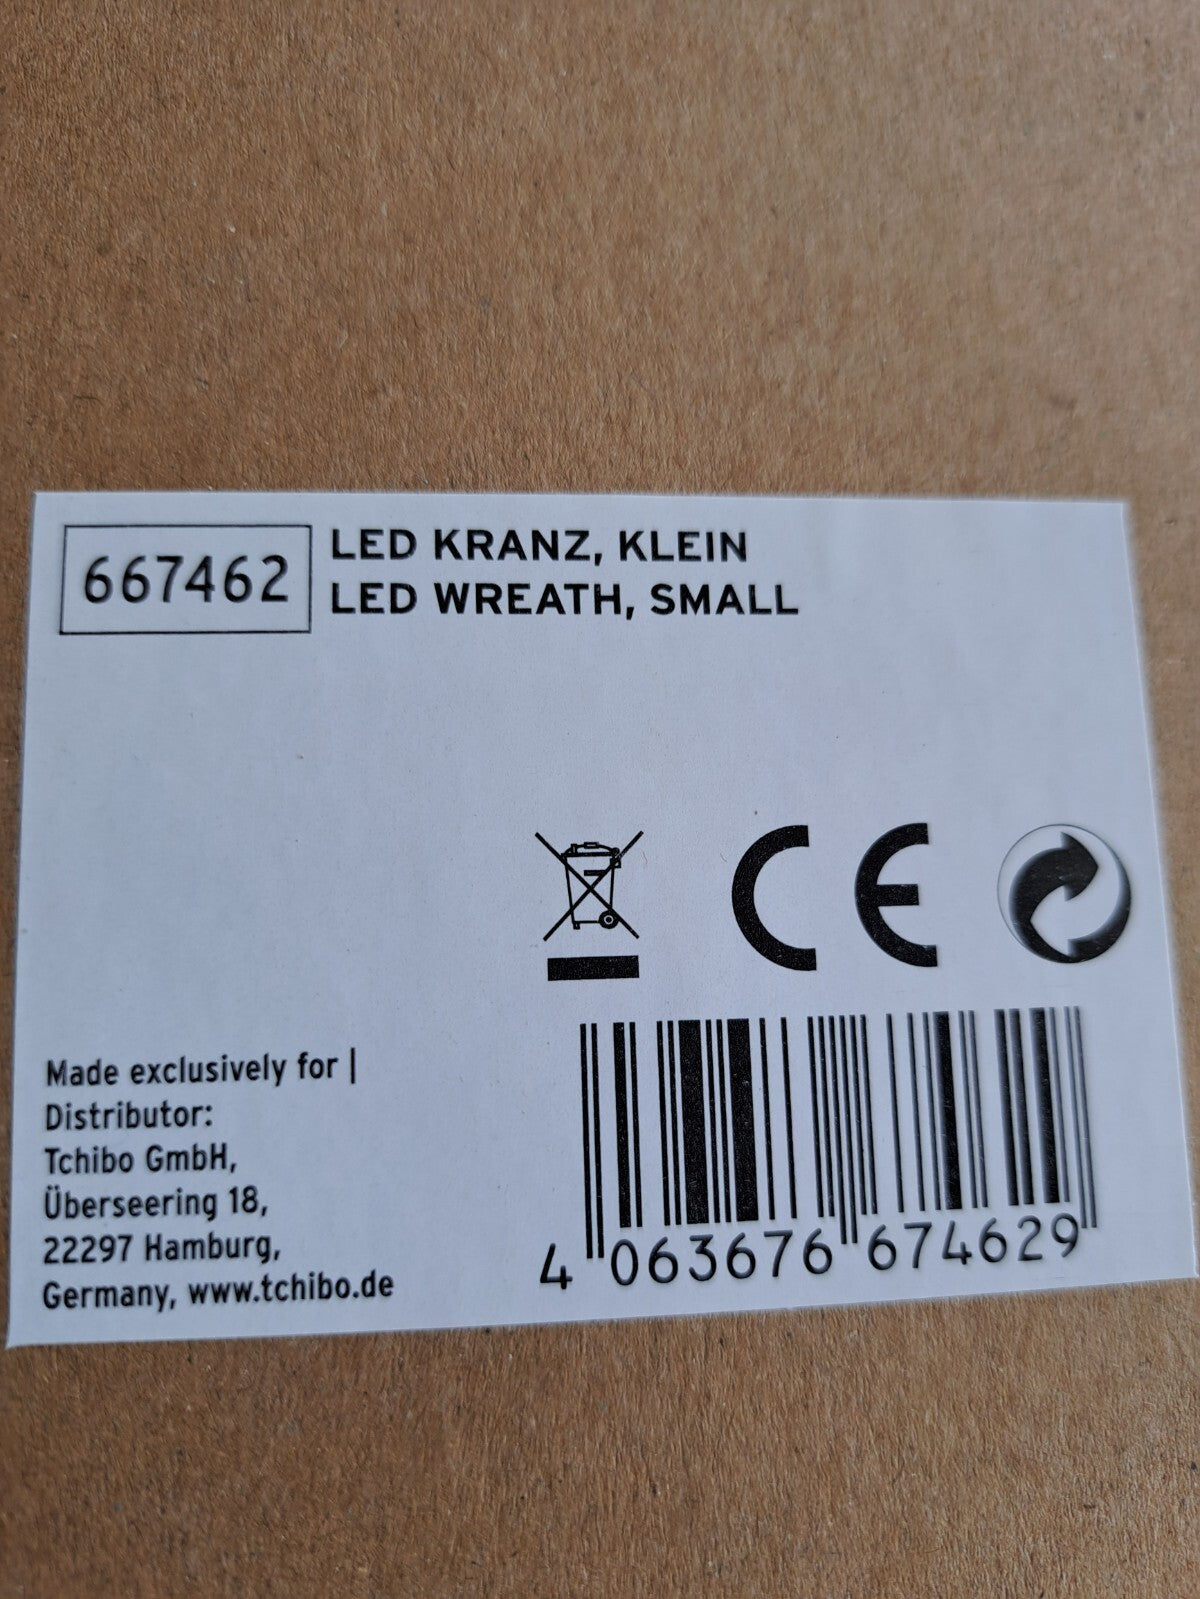 667462
LED KRANZ, KLEIN
LED WREATH, SMALL
CE
Made exclusively for |
Distributor:
Tchibo GmbH,
Überseering 18,
22297 Hamburg,
Germany, www.tchibo.de
4 063676 674629